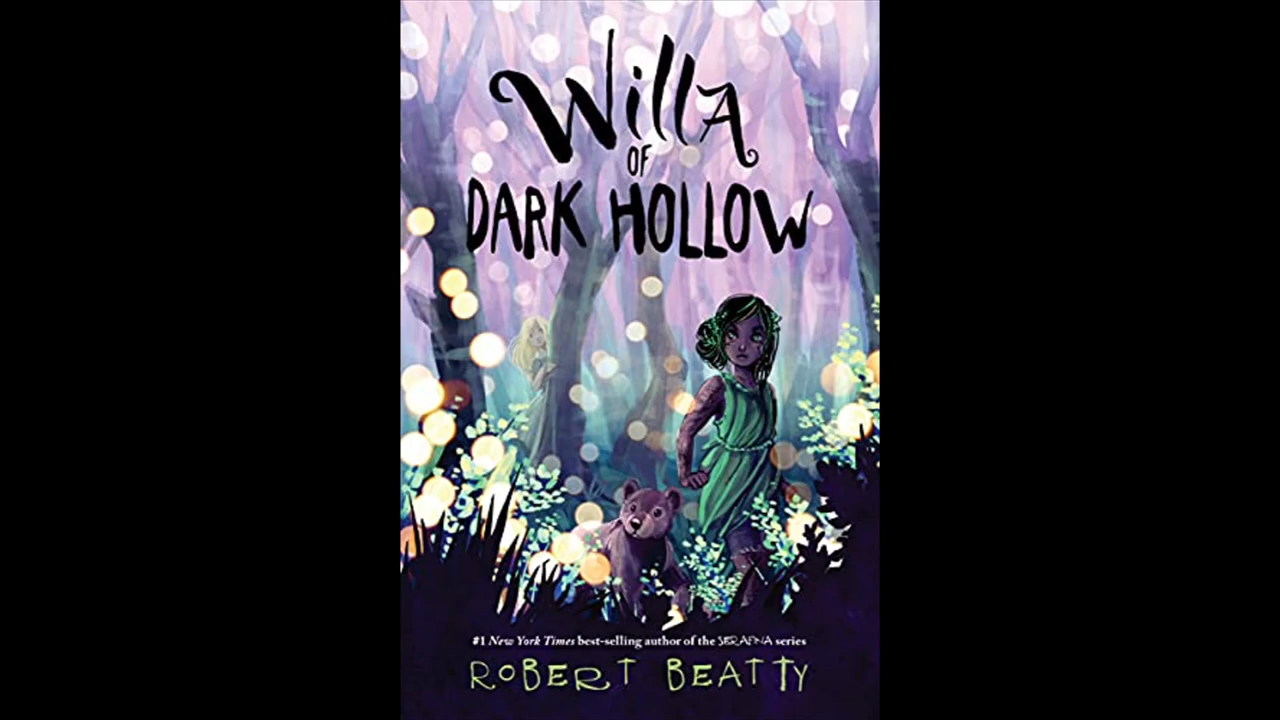 Willa
OF
DARK HOLLOW
#1 New York Times best-selling author of the SERAFINA series
ROBERT BEATTY